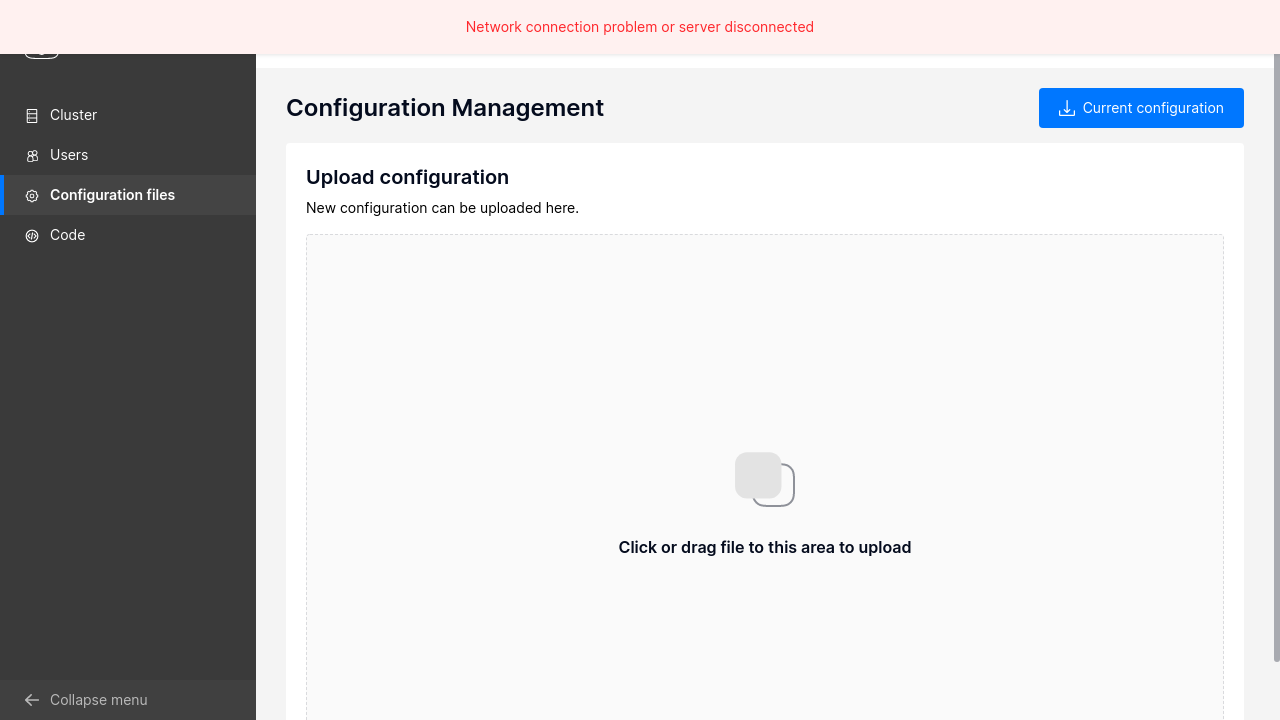 Network connection problem or server disconnected
Cluster
Users
Configuration files
Code
Collapse menu
Configuration Management
Current configuration
Upload configuration
New configuration can be uploaded here.
Click or drag file to this area to upload